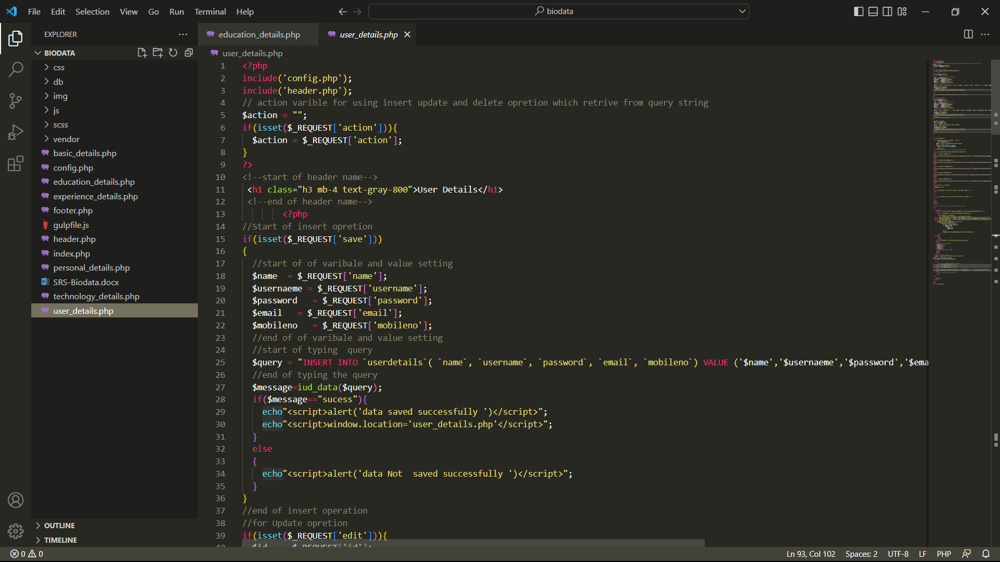 File Edit Selection View Go Run Terminal Help
biodata
EXPLORER
BIODATA
css
db
img
js
scss
vendor
basic_details.php
config.php
education_details.php
experience_details.php
footer.php
gulpfile.js
header.php
index.php
personal_details.php
SRS-Biodata.docx
technology_details.php
user_details.php
OUTLINE
TIMELINE
education_details.php user_details.php
user_details.php
1 <?php
2 include('config.php');
3 include('header.php');
4 // action varible for using insert update and delete opretion which retrive from query string
5 $action = "";
6 if(isset($_REQUEST['action'])){
7 $action = $_REQUEST['action'];
8 }
9 ?>
10 <!--start of header name-->
11 <h1 class="h3 mb-4 text-gray-800">User Details</h1>
12 <!--end of header name-->
13 <?php
14 //Start of insert opretion
15 if(isset($_REQUEST['save']))
16 {
17 //start of of varibale and value setting
18 $name  = $_REQUEST['name'];
19 $usernaeme = $_REQUEST['username'];
20 $password   = $_REQUEST['password'];
21 $email   = $_REQUEST['email'];
22 $mobileno   = $_REQUEST['mobileno'];
23 //end of of varibale and value setting
24 //start of typing  query
25 $query = "INSERT INTO `userdetails`( `name`, `username`, `password`, `email`, `mobileno`) VALUE ('$name','$usernaeme','$password','$ema
26 //end of typing the query
27 $message=iud_data($query);
28 if($message=="sucess"){
29 echo"<script>alert('data saved successfully ')</script>";
30 echo"<script>window.location='user_details.php'</script>";
31 }
32 else
33 {
34 echo"<script>alert('data Not  saved successfully ')</script>";
35 }
36 }
37 //end of insert operation
38 //for Update opretion
39 if(isset($_REQUEST['edit'])){
40 $id     $_REQUEST['id'];
0 0
Ln 93, Col 102 Spaces: 2 UTF-8 LF PHP